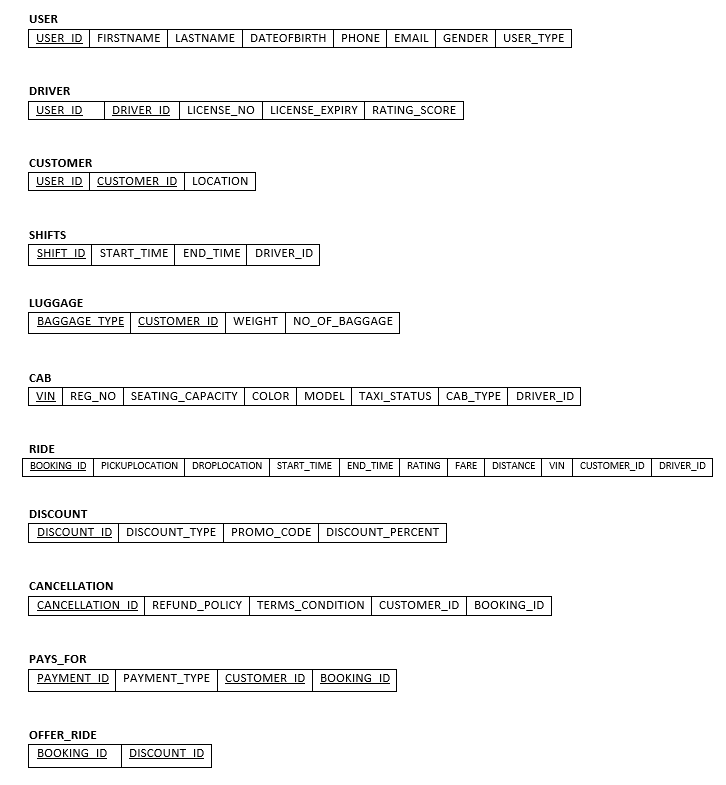 USER
USER_ID FIRSTNAME LASTNAME DATEOFBIRTH PHONE EMAIL GENDER USER_TYPE
DRIVER
USER_ID DRIVER_ID LICENSE_NO LICENSE_EXPIRY RATING_SCORE
CUSTOMER
USER_ID CUSTOMER_ID LOCATION
SHIFTS
SHIFT_ID START_TIME END_TIME DRIVER_ID
LUGGAGE
BAGGAGE_TYPE CUSTOMER_ID WEIGHT NO_OF_BAGGAGE
CAB
VIN REG_NO SEATING_CAPACITY COLOR MODEL TAXI_STATUS CAB_TYPE DRIVER_ID
RIDE
BOOKING_ID PICKUPLOCATION DROPLOCATION START_TIME END_TIME RATING FARE DISTANCE VIN CUSTOMER_ID DRIVER_ID
DISCOUNT
DISCOUNT_ID DISCOUNT_TYPE PROMO_CODE DISCOUNT_PERCENT
CANCELLATION
CANCELLATION_ID REFUND_POLICY TERMS_CONDITION CUSTOMER_ID BOOKING_ID
PAYS_FOR
PAYMENT_ID PAYMENT_TYPE CUSTOMER_ID BOOKING_ID
OFFER_RIDE
BOOKING_ID DISCOUNT_ID